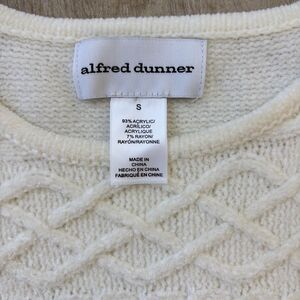 alfred dunner
S
93% ACRYLIC/
ACRÍLICO/
ACRYLIQUE
7% RAYON/
RAYÓN/RAYONNE
MADE IN
CHINA
HECHO EN CHINA
FABRIQUÉ EN CHINE